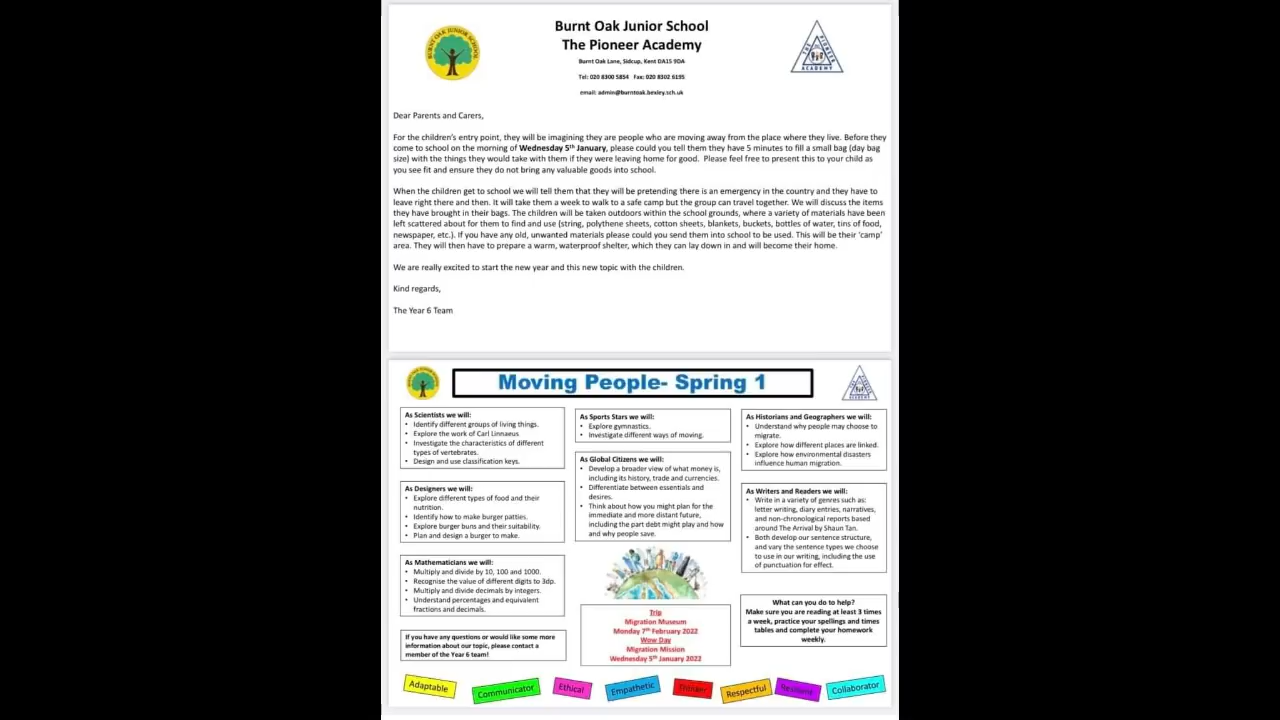 Burnt Oak Junior School
The Pioneer Academy
Burnt Oak Lane, Sidcup, Kent DA15 9DA
Tel: 020 8300 5854 Fax: 020 8302 6195
email: admin@burntoak.bexley.sch.uk
BURNT OAK JUNIOR SCHOOL
THE PIONEER ACADEMY
Dear Parents and Carers,
For the children's entry point, they will be imagining they are people who are moving away from the place where they live. Before they
come to school on the morning of Wednesday 5th January, please could you tell them they have 5 minutes to fill a small bag (day bag
size) with the things they would take with them if they were leaving home for good. Please feel free to present this to your child as
you see fit and ensure they do not bring any valuable goods into school.
When the children get to school we will tell them that they will be pretending there is an emergency in the country and they have to
leave right there and then. It will take them a week to walk to a safe camp but the group can travel together. We will discuss the items
they have brought in their bags. The children will be taken outdoors within the school grounds, where a variety of materials have been
left scattered about for them to find and use (string, polythene sheets, cotton sheets, blankets, buckets, bottles of water, tins of food,
newspaper, etc.). If you have any old, unwanted materials please could you send them into school to be used. This will be their 'camp'
area. They will then have to prepare a warm, waterproof shelter, which they can lay down in and will become their home.
We are really excited to start the new year and this new topic with the children.
Kind regards,
The Year 6 Team
Moving People- Spring 1
As Scientists we will:
• Identify different groups of living things.
• Explore the work of Carl Linnaeus
• Investigate the characteristics of different
types of vertebrates.
• Design and use classification keys.
As Designers we will:
• Explore different types of food and their
nutrition.
• Identify how to make burger patties.
• Explore burger buns and their suitability.
• Plan and design a burger to make.
As Mathematicians we will:
• Multiply and divide by 10, 100 and 1000.
• Recognise the value of different digits to 3dp.
• Multiply and divide decimals by integers.
• Understand percentages and equivalent
fractions and decimals.
If you have any questions or would like some more
information about our topic, please contact a
member of the Year 6 team!
As Sports Stars we will:
• Explore gymnastics.
• Investigate different ways of moving.
As Global Citizens we will:
• Develop a broader view of what money is,
including its history, trade and currencies.
• Differentiate between essentials and
desires.
• Think about how you might plan for the
immediate and more distant future,
including the part debt might play and how
and why people save.
Trip
Migration Museum
Monday 7th February 2022
Wow Day
Migration Mission
Wednesday 5th January 2022
As Historians and Geographers we will:
• Understand why people may choose to
migrate.
• Explore how different places are linked.
• Explore how environmental disasters
influence human migration.
As Writers and Readers we will:
• Write in a variety of genres such as:
letter writing, diary entries, narratives,
and non-chronological reports based
around The Arrival by Shaun Tan.
• Both develop our sentence structure,
and vary the sentence types we choose
to use in our writing, including the use
of punctuation for effect.
What can you do to help?
Make sure you are reading at least 3 times
a week, practice your spellings and times
tables and complete your homework
weekly.
Adaptable
Communicator
Ethical
Empathetic
Thinker
Respectful
Resilient
Collaborator